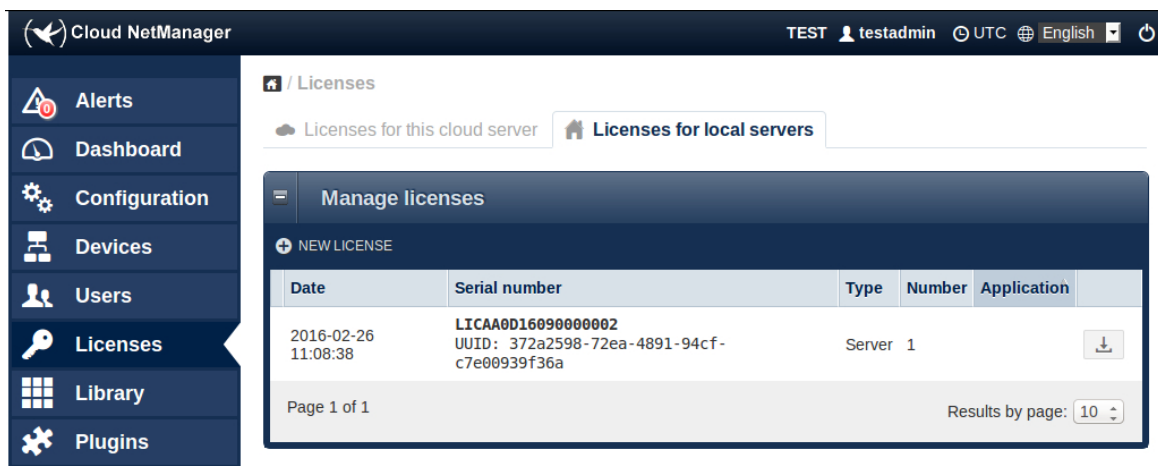 Cloud NetManager
TEST testadmin UTC English
Alerts
0
Dashboard
Configuration
Devices
Users
Licenses
Library
Plugins
/ Licenses
Licenses for this cloud server
Licenses for local servers
Manage licenses
NEW LICENSE
Date Serial number Type Number Application
2016-02-26
11:08:38
LICAA0D16090000002
UUID: 372a2598-72ea-4891-94cf-
c7e00939f36a
Server 1
Page 1 of 1
Results by page: 10